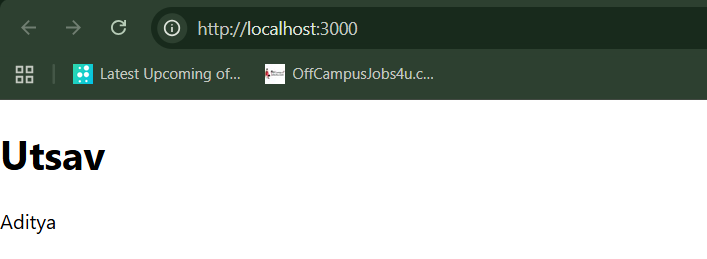 http://localhost:3000
Latest Upcoming of...
OffCampusJobs4u.c...
Utsav
Aditya